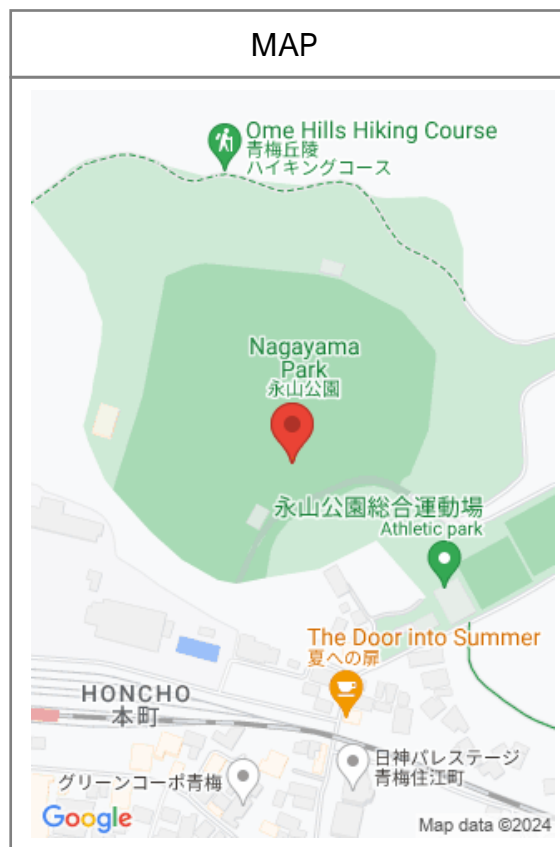 MAP
Ome Hills Hiking Course
青梅丘陵
ハイキングコース
Nagayama
Park
永山公園
永山公園総合運動場
Athletic park
The Door into Summer
夏への扉
HONCHO
本町
日神パレステージ
青梅住江町
グリーンコーポ青梅
Google
Map data ©2024